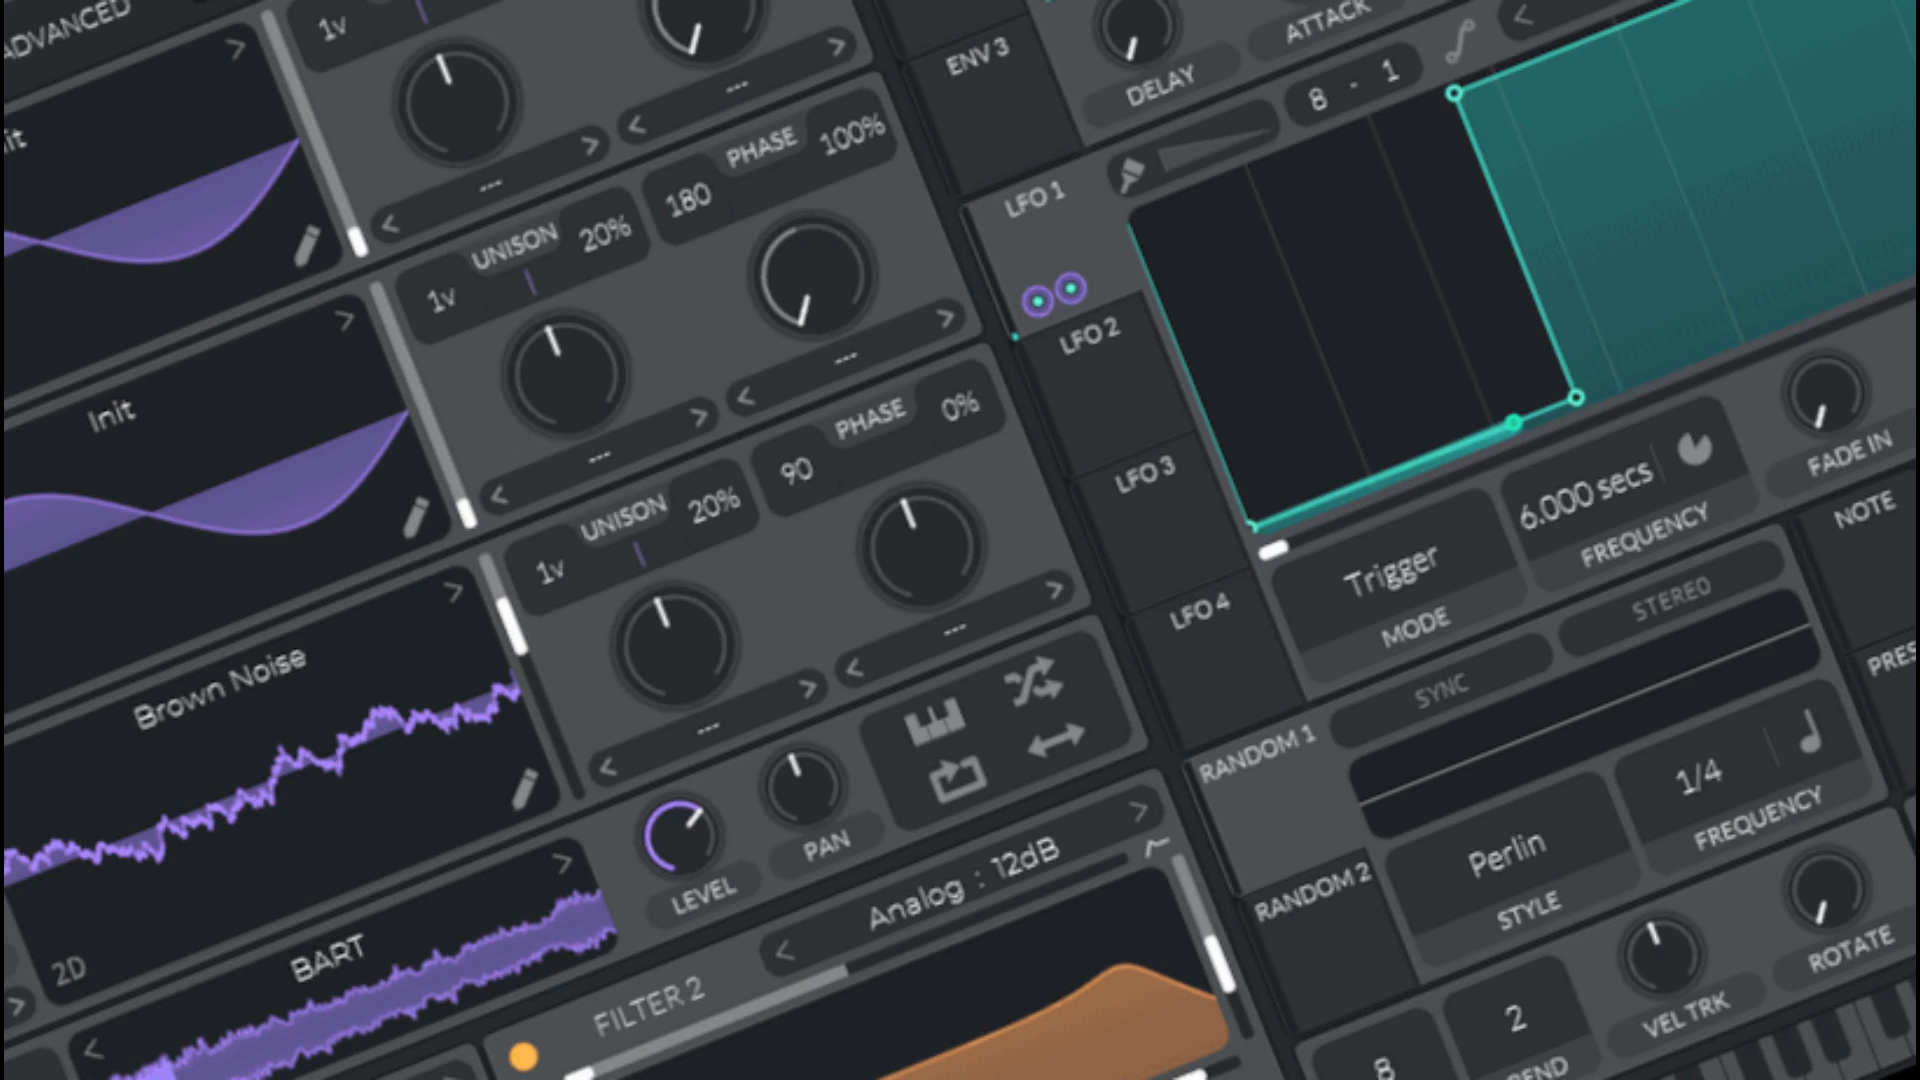 ADVANCED
1v
---
---
ENV 3
DELAY
ATTACK
8 - 1
1v
UNISON
20%
180
PHASE
100%
---
---
LFO 1
LFO 2
LFO 3
LFO 4
Init
1v
UNISON
20%
90
PHASE
0%
---
---
Trigger
MODE
6.000 secs
FREQUENCY
FADE IN
NOTE
Brown Noise
2D
BART
LEVEL
PAN
RANDOM 1
SYNC
STEREO
Perlin
STYLE
1/4
FREQUENCY
RANDOM 2
FILTER 2
Analog : 12dB
8
2
VEL TRK
ROTATE